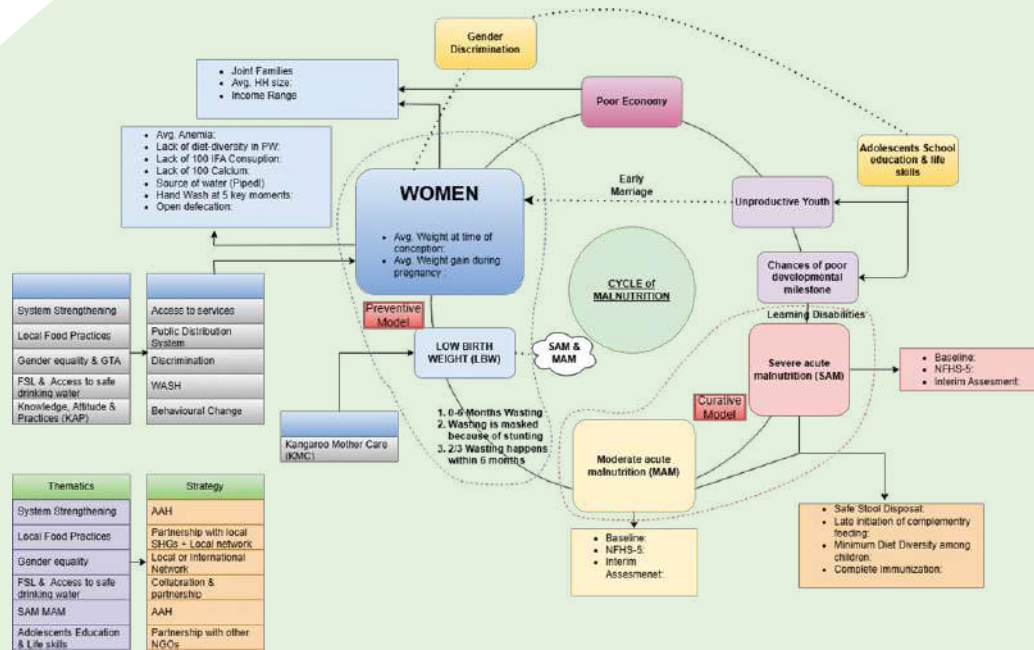 Gender
Discrimination
• Joint Families
• Avg. HH size:
• Income Range
Poor Economy
• Avg. Anemia:
• Lack of diet-diversity in PW:
• Lack of 100 IFA Consuption:
• Lack of 100 Calcium:
• Source of water (Piped)
• Hand Wash at 5 key moments:
• Open defecation:
Adolescents School
education & life
skills
WOMEN
• Avg. Weight at time of
conception:
• Avg. Weight gain during
pregnancy :
Early
Marriage
Unproductive Youth
CYCLE of
MALNUTRITION
Chances of poor
developmental
milestone
Learning Disabilities
System Strengthening
Local Food Practices
Gender equality & GTA
FSL & Access to safe
drinking water
Knowledge, Attitude &
Practices (KAP)
Access to services
Public Distribution
System
Discrimination
WASH
Behavioural Change
Preventive
Model
LOW BIRTH
WEIGHT (LBW)
SAM &
MAM
Severe acute
malnutrition (SAM)
• Baseline:
• NFHS-5:
• Interim Assesment:
Curative
Model
1. 0-6 Months Wasting
2. Wasting is masked
because of stunting
3. 2/3 Wasting happens
within 6 months
Kangaroo Mother Care
(KMC)
Moderate acute
malnutrition (MAM)
• Baseline:
• NFHS-5:
• Interim
Assesmenet:
• Safe Stool Disposal:
• Late initiation of complementry
feeding:
• Minimum Diet Diversity among
children:
• Complete Immunization:
Thematics
System Strengthening
Local Food Practices
Gender equality
FSL & Access to safe
drinking water
SAM MAM
Adolescents Education
& Life skills
Strategy
AAH
Partnership with local
SHGs + Local network
Local or International
Network
Collabration &
partnership
AAH
Partnership with other
NGOs